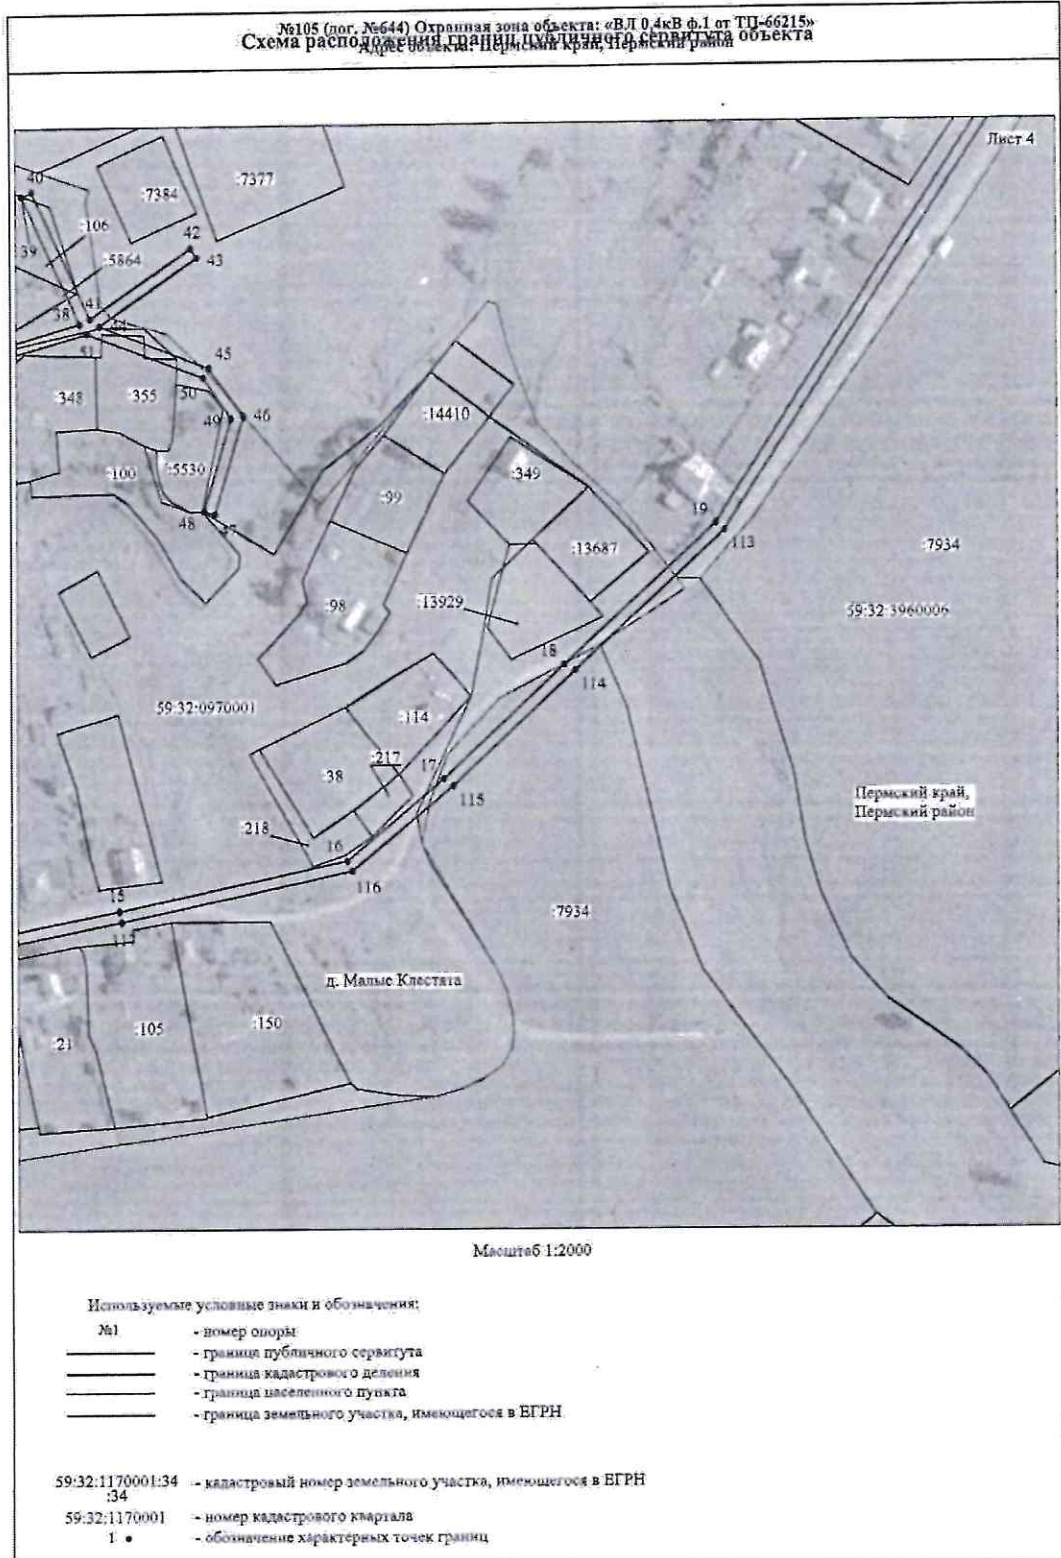 №105 (дог. №644) Охранная зона объекта: «ВЛ 0,4кВ ф.1 от ТП-66215»
Схема расположения границ публичного сервитута объекта
Адрес объекта: Пермский край, Пермский район
Лист 4
40
:7384
:7377
:106
42
39
:5864
43
41
38
44
51
45
50
:348
:355
49
46
:14410
:100
:5530
:349
:99
48
19
113
:13687
:7934
:98
:13929
59:32:3960006
18
114
59:32:0970001
:114
:217
17
:38
115
Пермский край,
Пермский район
:218
16
116
15
:7934
117
д. Малые Клестята
:105
:150
:21
Масштаб 1:2000
Используемые условные знаки и обозначения:
№1 - номер опоры
- граница публичного сервитута
- граница кадастрового деления
- граница населенного пункта
- граница земельного участка, имеющегося в ЕГРН
59:32:1170001:34 - кадастровый номер земельного участка, имеющегося в ЕГРН
:34
59:32:1170001 - номер кадастрового квартала
1 • - обозначение характерных точек границ